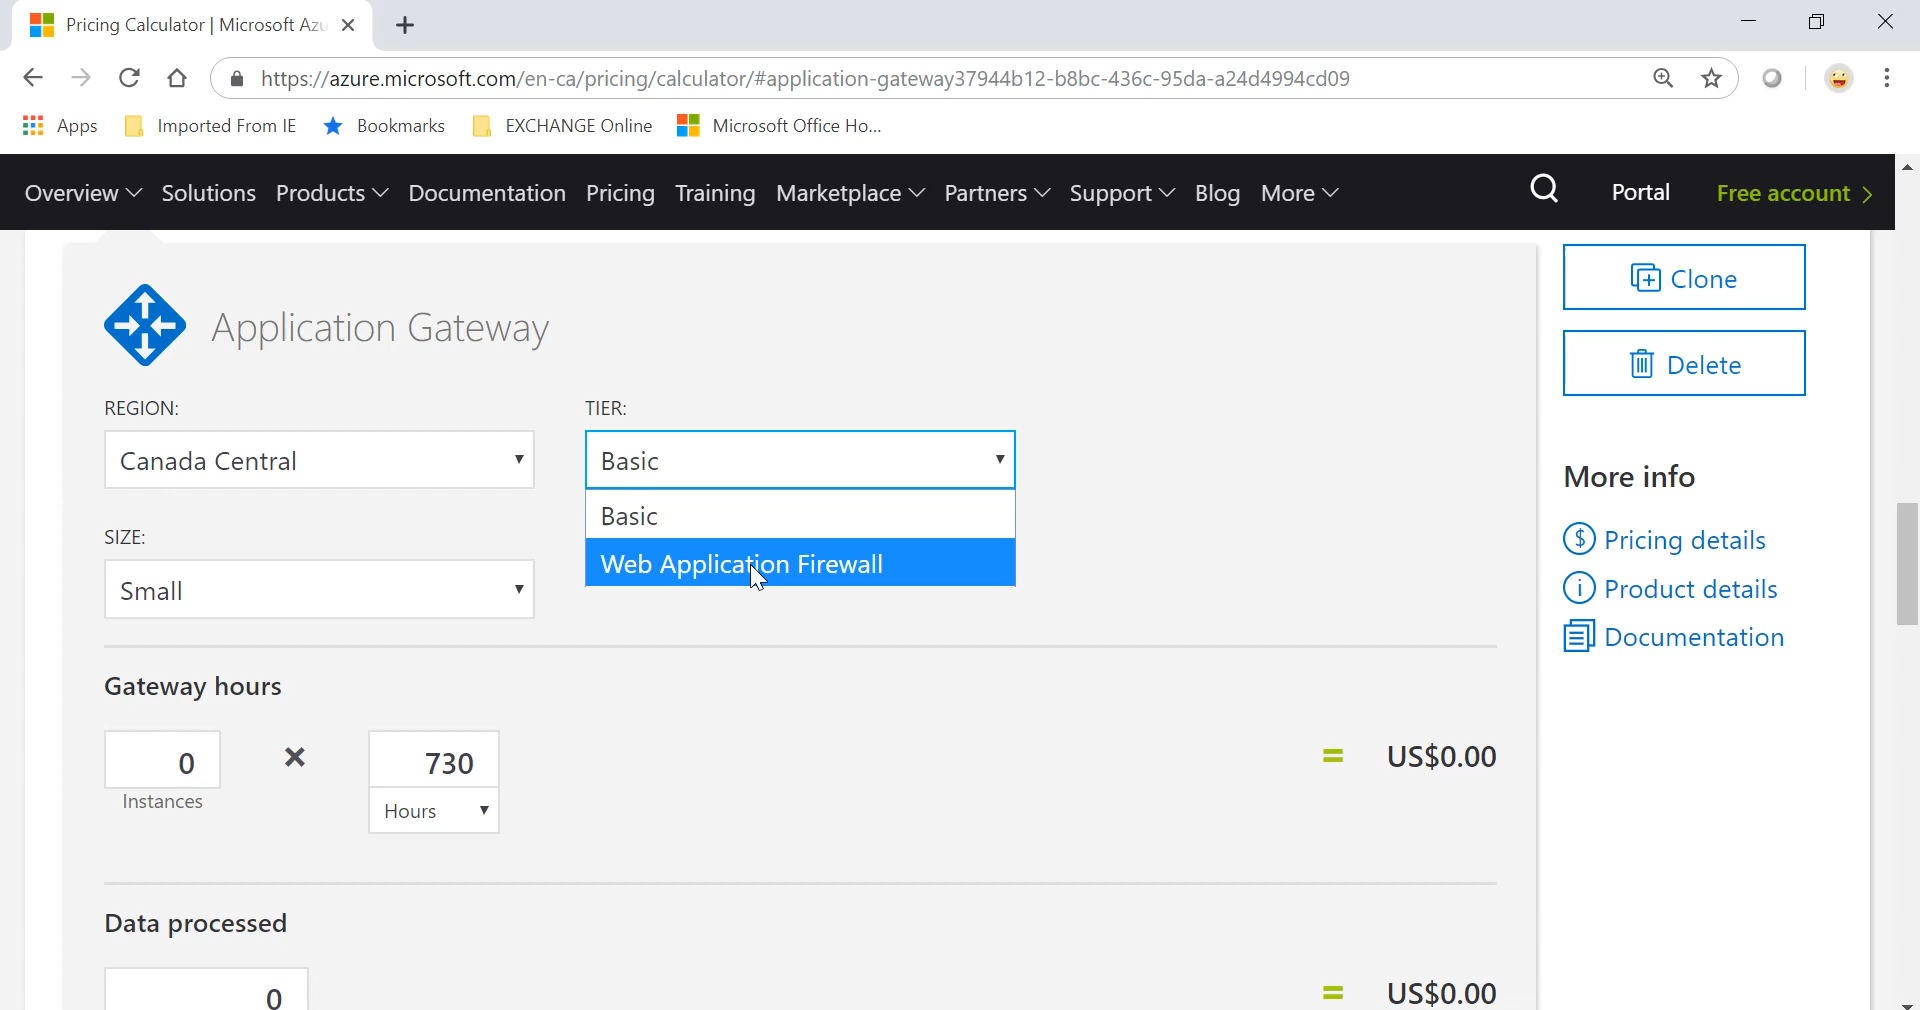 Pricing Calculator | Microsoft Azu
https://azure.microsoft.com/en-ca/pricing/calculator/#application-gateway37944b12-b8bc-436c-95da-a24d4994cd09
Apps Imported From IE Bookmarks EXCHANGE Online Microsoft Office Ho...
Overview Solutions Products Documentation Pricing Training Marketplace Partners Support Blog More Portal Free account
Clone
Application Gateway
Delete
REGION: TIER:
Canada Central Basic
More info
Basic
SIZE:
Pricing details
Web Application Firewall
Small
Product details
Documentation
Gateway hours
0 × 730 = US$0.00
Instances Hours
Data processed
0 = US$0.00